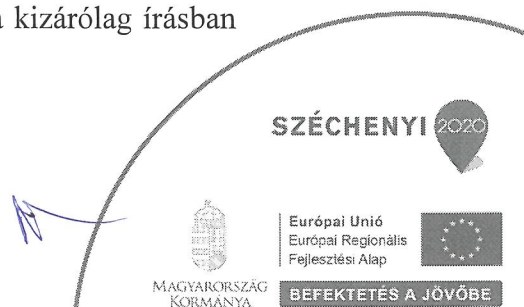 kizárólag írásban
SZÉCHENYI 2020
Európai Unió
Európai Regionális
Fejlesztési Alap
MAGYARORSZÁG
KORMÁNYA
BEFEKTETÉS A JÖVŐBE